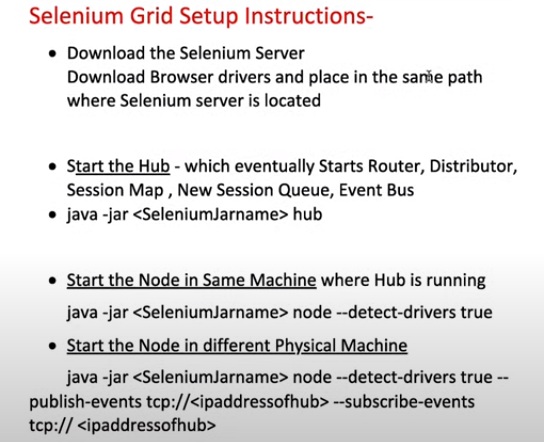 Selenium Grid Setup Instructions-
• Download the Selenium Server
Download Browser drivers and place in the same path
where Selenium server is located
• Start the Hub - which eventually Starts Router, Distributor,
Session Map , New Session Queue, Event Bus
• java -jar <SeleniumJarname> hub
• Start the Node in Same Machine where Hub is running
java -jar <SeleniumJarname> node --detect-drivers true
• Start the Node in different Physical Machine
java -jar <SeleniumJarname> node --detect-drivers true --
publish-events tcp://<ipaddressofhub> --subscribe-events
tcp:// <ipaddressofhub>